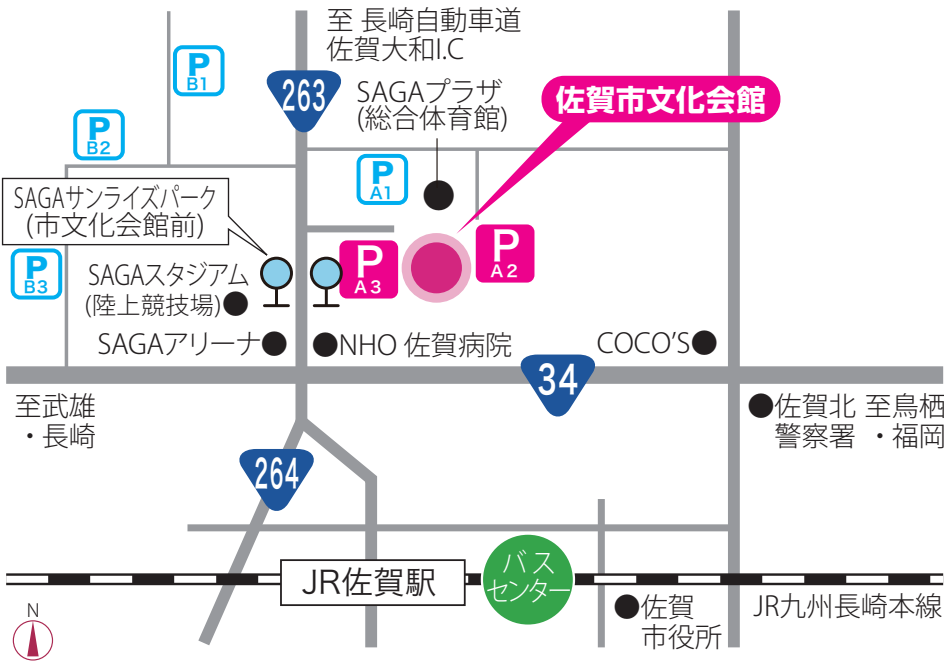 至 長崎自動車道
佐賀大和I.C
P
B1
263
SAGAプラザ
(総合体育館)
佐賀市文化会館
P
B2
P
A1
SAGAサンライズパーク
(市文化会館前)
P
B3
SAGAスタジアム
(陸上競技場)
P
A3
P
A2
SAGAアリーナ
NHO 佐賀病院
COCO'S
34
至武雄
・長崎
佐賀北
警察署
至鳥栖
・福岡
264
JR佐賀駅
バス
センター
佐賀
市役所
JR九州長崎本線
N